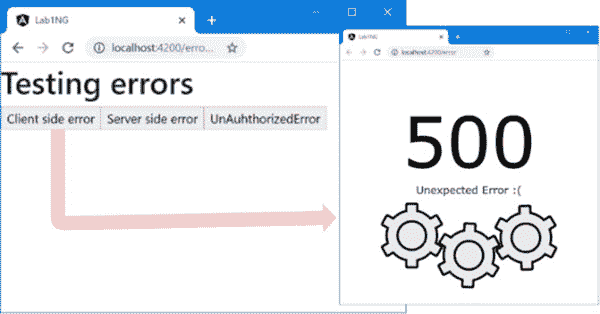 Lab1NG
localhost:4200/erro...
Testing errors
Client side error Server side error UnAuhthorizedError
Lab1NG
localhost:4200/error
500
Unexpected Error :(